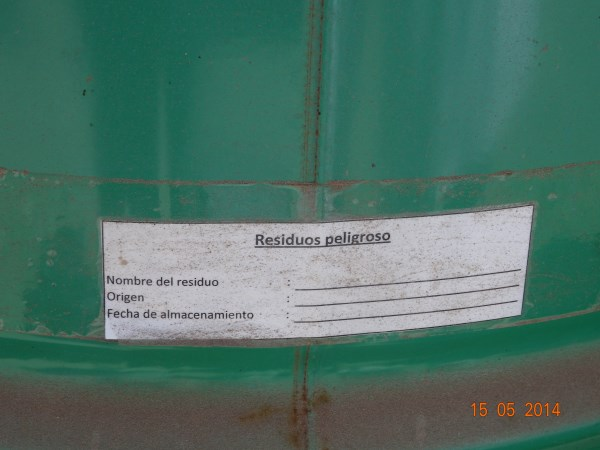 Residuos peligroso
Nombre del residuo : 
Origen : 
Fecha de almacenamiento : 
15 05 2014